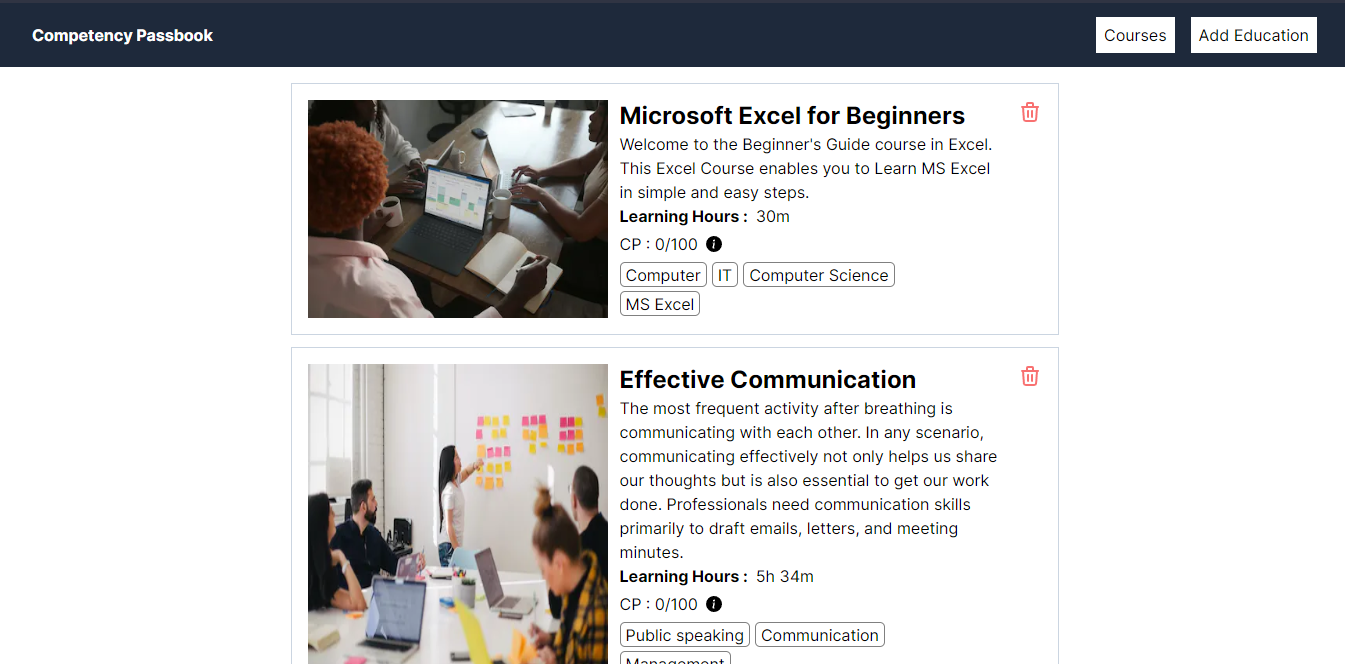 Competency Passbook
Courses
Add Education
Microsoft Excel for Beginners
Welcome to the Beginner's Guide course in Excel.
This Excel Course enables you to Learn MS Excel
in simple and easy steps.
Learning Hours : 30m
CP : 0/100
Computer IT Computer Science
MS Excel
Effective Communication
The most frequent activity after breathing is
communicating with each other. In any scenario,
communicating effectively not only helps us share
our thoughts but is also essential to get our work
done. Professionals need communication skills
primarily to draft emails, letters, and meeting
minutes.
Learning Hours : 5h 34m
CP : 0/100
Public speaking Communication
Management